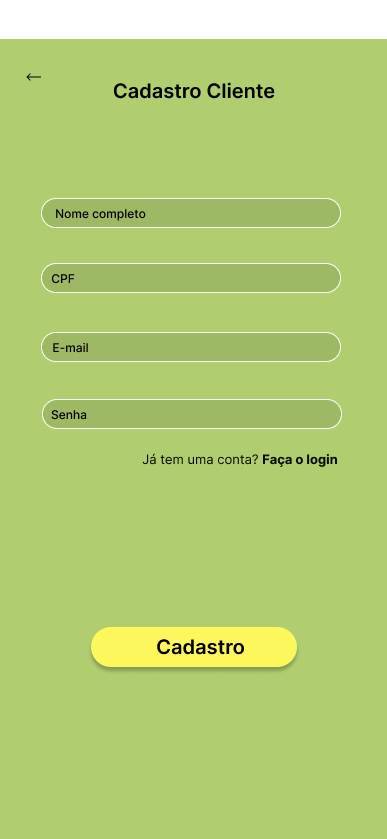 Cadastro Cliente
Nome completo
CPF
E-mail
Senha
Já tem uma conta? Faça o login
Cadastro